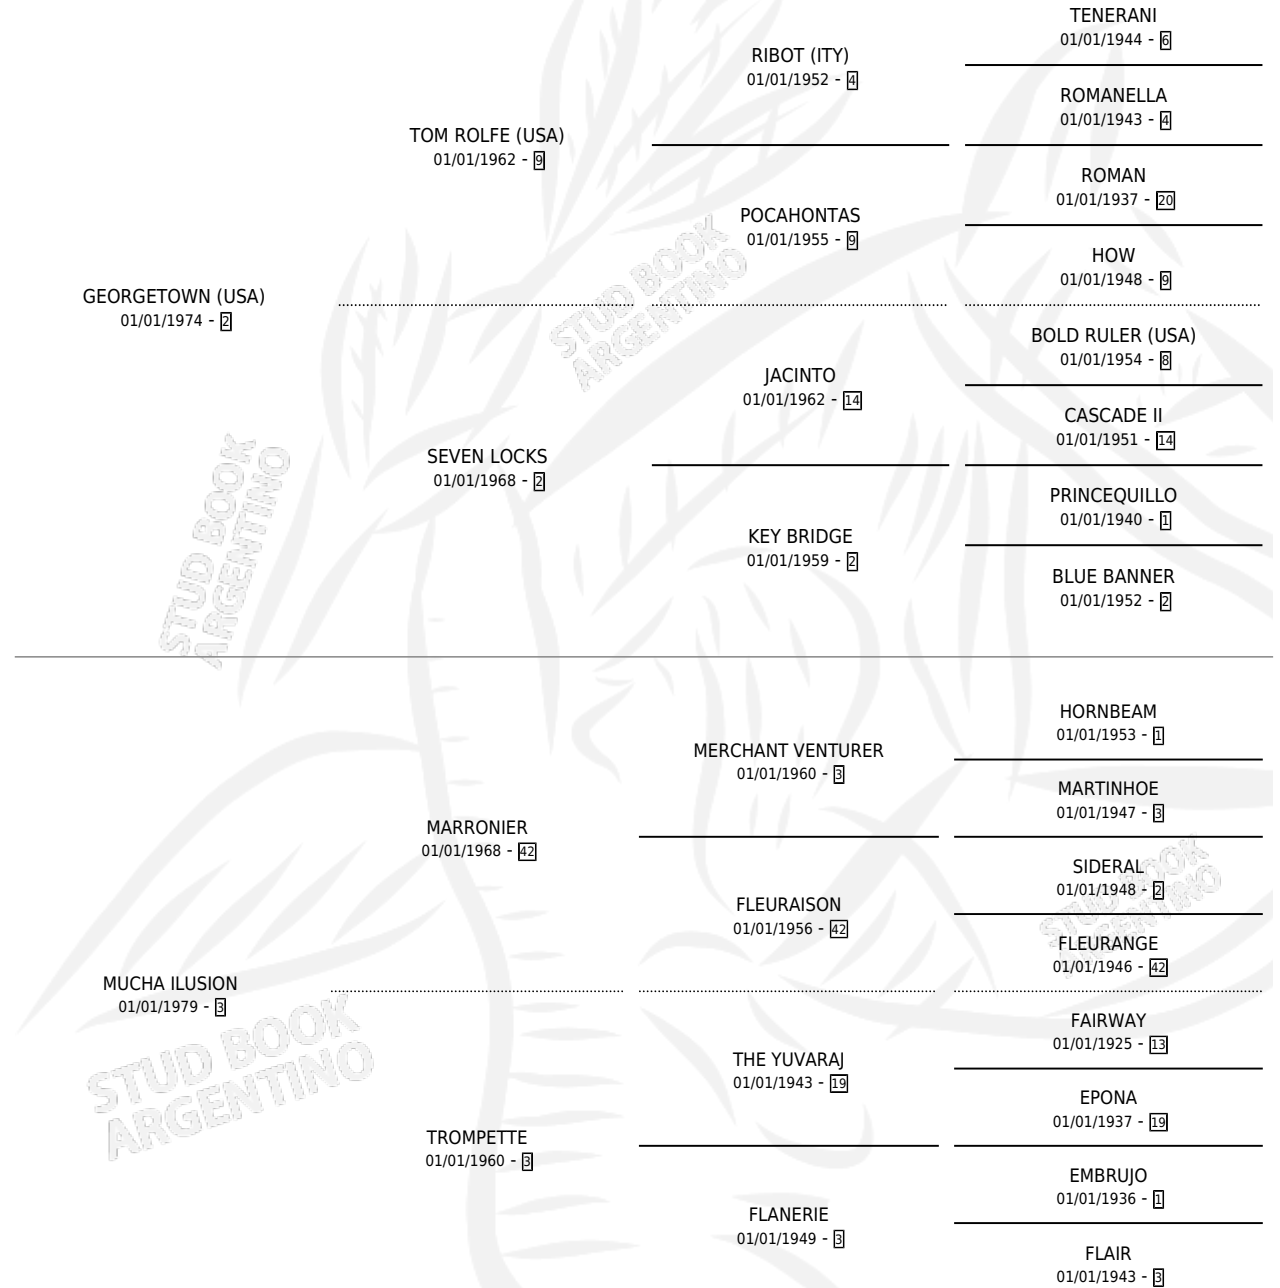 TENERANI
01/01/1944 - 6
RIBOT (ITY)
01/01/1952 - 4
ROMANELLA
01/01/1943 - 4
TOM ROLFE (USA)
01/01/1962 - 9
ROMAN
01/01/1937 - 20
POCAHONTAS
01/01/1955 - 9
HOW
01/01/1948 - 9
GEORGETOWN (USA)
01/01/1974 - 2
STUD BOOK
ARGENTINO
BOLD RULER (USA)
01/01/1954 - 8
JACINTO
01/01/1962 - 14
CASCADE II
01/01/1951 - 14
SEVEN LOCKS
01/01/1968 - 2
PRINCEQUILLO
01/01/1940 - 1
KEY BRIDGE
01/01/1959 - 2
BLUE BANNER
01/01/1952 - 2
STUD BOOK
ARGENTINO
HORNBEAM
01/01/1953 - 1
MERCHANT VENTURER
01/01/1960 - 3
MARTINHOE
01/01/1947 - 3
MARRONIER
01/01/1968 - 42
SIDERAL
01/01/1948 - 2
FLEURAISON
01/01/1956 - 42
STUD BOOK
ARGENTINO
FLEURANGE
01/01/1946 - 42
MUCHA ILUSION
01/01/1979 - 3
FAIRWAY
01/01/1925 - 13
THE YUVARAJ
01/01/1943 - 19
STUD BOOK
ARGENTINO
EPONA
01/01/1937 - 19
TROMPETTE
01/01/1960 - 3
EMBRUJO
01/01/1936 - 1
FLANERIE
01/01/1949 - 3
FLAIR
01/01/1943 - 3